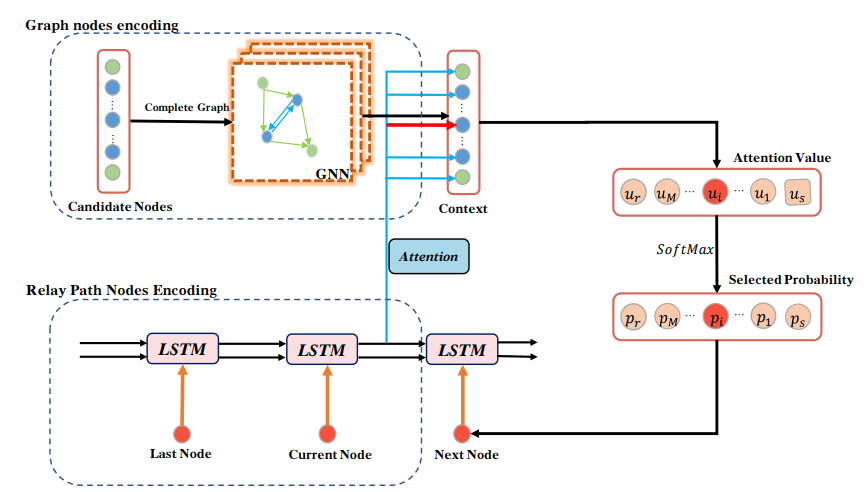 Graph nodes encoding
Complete Graph
GNN
Candidate Nodes
Context
Attention Value
u_r u_M ... u_i ... u_1 u_s
SoftMax
Attention
Selected Probability
p_r p_M ... p_i ... p_1 p_s
Relay Path Nodes Encoding
LSTM LSTM LSTM
Last Node Current Node Next Node